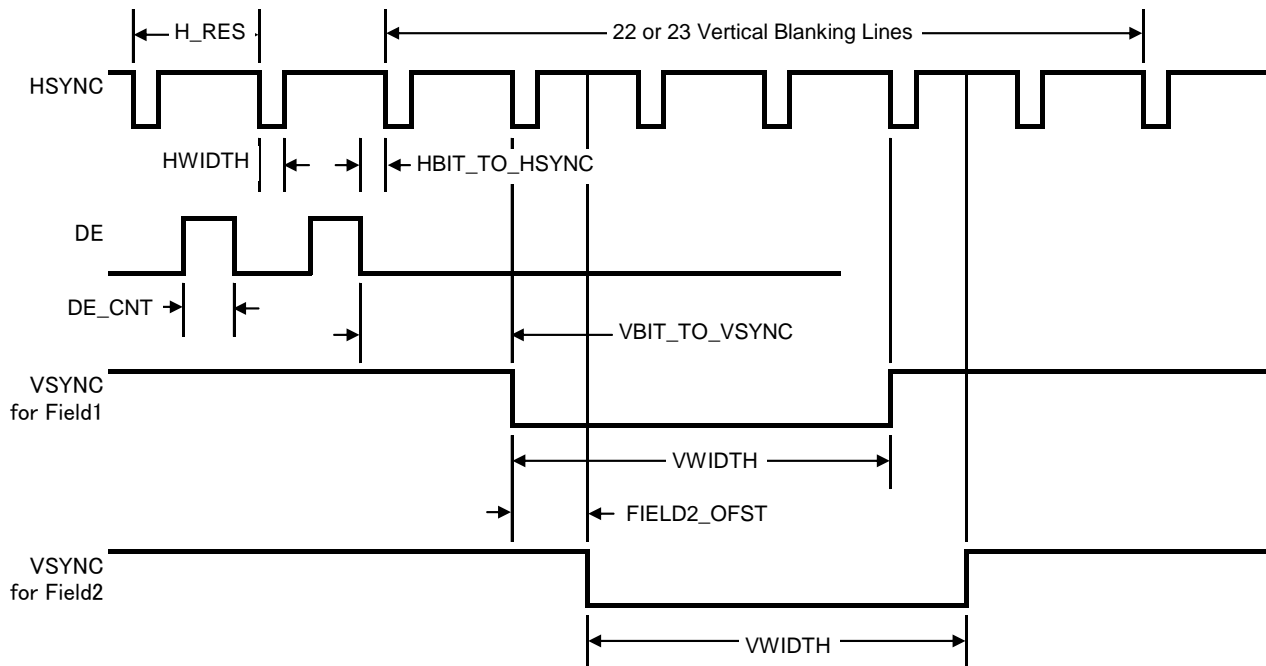 H_RES
22 or 23 Vertical Blanking Lines
HSYNC
HWIDTH
HBIT_TO_HSYNC
DE
DE_CNT
VBIT_TO_VSYNC
VSYNC
for Field1
VWIDTH
FIELD2_OFST
VSYNC
for Field2
VWIDTH